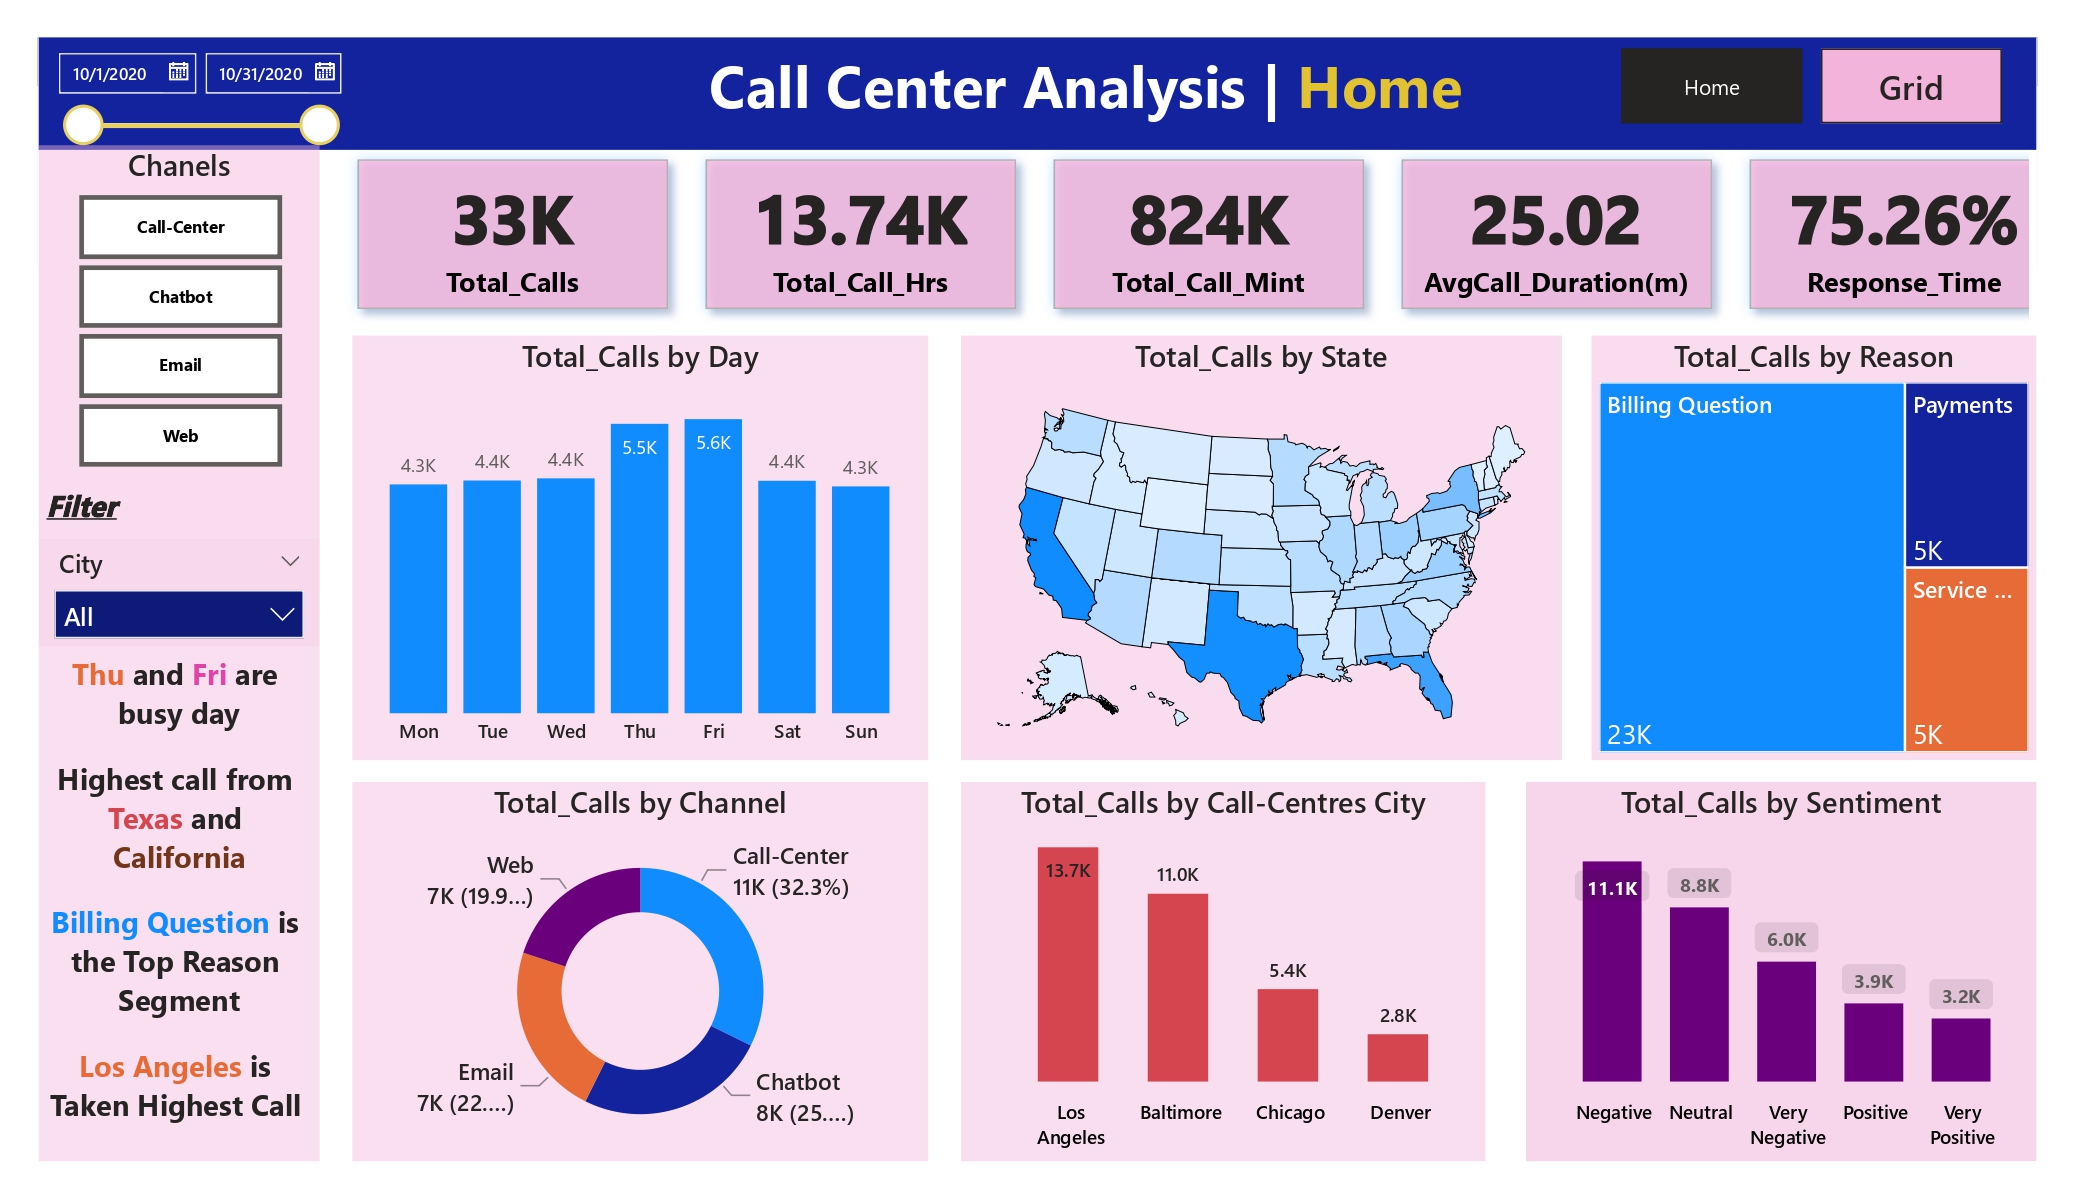 10/1/2020
10/31/2020
Call Center Analysis | Home
Home
Grid
Chanels
Call-Center
Chatbot
Email
Web
Filter
City
All
Thu and Fri are
busy day
Highest call from
Texas and
California
Billing Question is
the Top Reason
Segment
Los Angeles is
Taken Highest Call
33K
Total_Calls
13.74K
Total_Call_Hrs
824K
Total_Call_Mint
25.02
AvgCall_Duration(m)
75.26%
Response_Time
Total_Calls by Day
4.3K
4.4K
4.4K
5.5K
5.6K
4.4K
4.3K
Mon
Tue
Wed
Thu
Fri
Sat
Sun
Total_Calls by State
Total_Calls by Reason
Billing Question
23K
Payments
5K
Service ...
5K
Total_Calls by Channel
Web
7K (19.9...)
Call-Center
11K (32.3%)
Email
7K (22....)
Chatbot
8K (25....)
Total_Calls by Call-Centres City
13.7K
11.0K
5.4K
2.8K
Los
Angeles
Baltimore
Chicago
Denver
Total_Calls by Sentiment
11.1K
8.8K
6.0K
3.9K
3.2K
Negative
Neutral
Very
Negative
Positive
Very
Positive